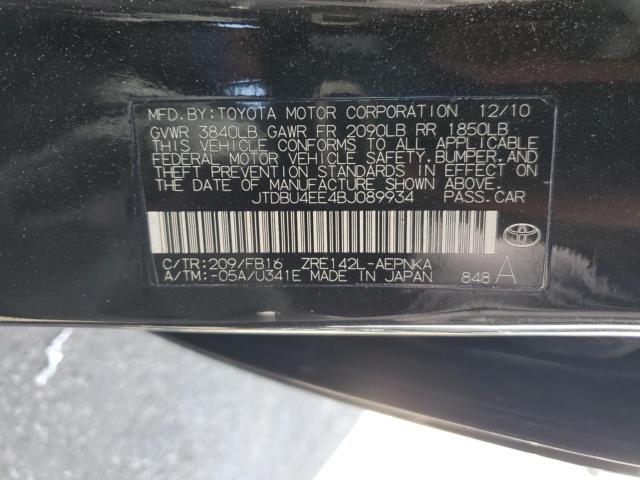 MFD.BY:TOYOTA MOTOR CORPORATION 12/10
GVWR 3840LB GAWR FR 2090LB RR 1850LB
THIS VEHICLE CONFORMS TO ALL APPLICABLE
FEDERAL MOTOR VEHICLE SAFETY,BUMPER,AND
THEFT PREVENTION STANDARDS IN EFFECT ON
THE DATE OF MANUFACTURE SHOWN ABOVE.
JTDBU4EE4BJ089934 PASS.CAR
C/TR:209/FB16 ZRE142L-AEPNKA
A/TM:-05A/U341E MADE IN JAPAN 848 A